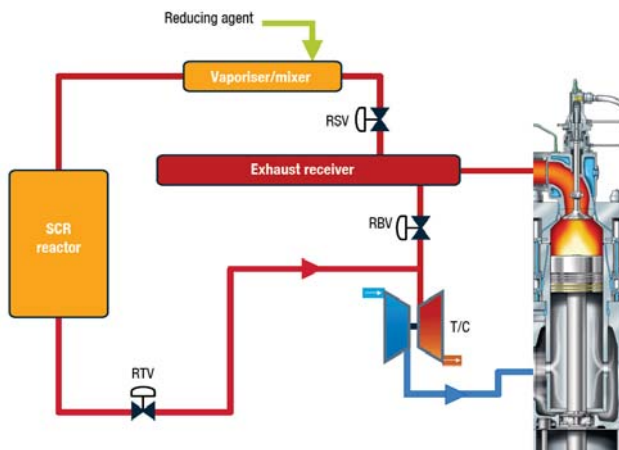 Reducing agent
Vaporiser/mixer
RSV
Exhaust receiver
SCR
reactor
RBV
T/C
RTV